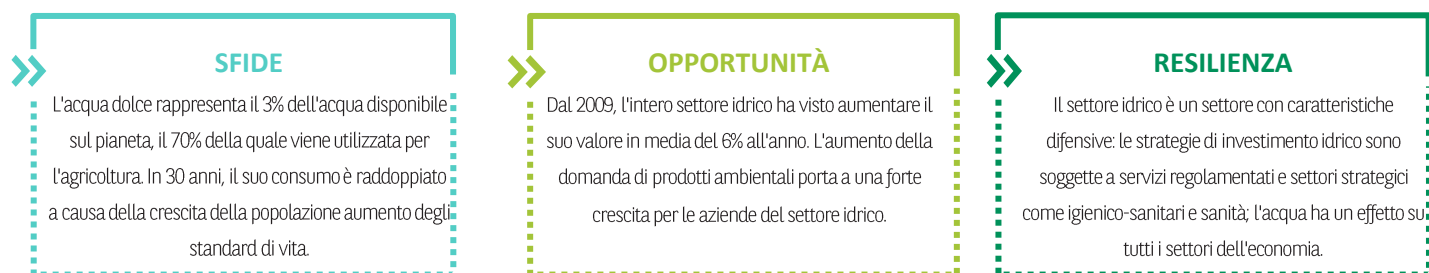 SFIDE
L'acqua dolce rappresenta il 3% dell'acqua disponibile
sul pianeta, il 70% della quale viene utilizzata per
l'agricoltura. In 30 anni, il suo consumo è raddoppiato
a causa della crescita della popolazione aumento degli
standard di vita.
OPPORTUNITÀ
Dal 2009, l'intero settore idrico ha visto aumentare il
suo valore in media del 6% all'anno. L'aumento della
domanda di prodotti ambientali porta a una forte
crescita per le aziende del settore idrico.
RESILIENZA
Il settore idrico è un settore con caratteristiche
difensive: le strategie di investimento idrico sono
soggette a servizi regolamentati e settori strategici
come igienico-sanitari e sanità; l'acqua ha un effetto su
tutti i settori dell'economia.